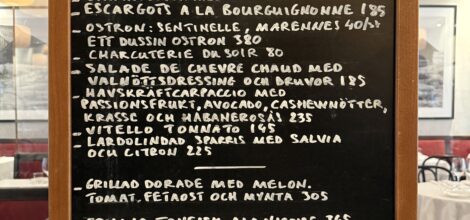 - ESCARGOTS A LA BOURGUIGNONNE 185
- OSTRON: SENTINELLE, MARENNES 40/st
ETT DUSSIN OSTRON 380
- CHARCUTERIE DU SOIR 80
- SALADE DE CHEVRE CHAUD MED
VALNÖTTSDRESSING OCH DRUVOR 185
- HAVSKRÄFTCARPACCIO MED
PASSIONSFRUKT, AVOCADO, CASHEWNÖTTER,
KRASSE OCH HABANEROSÅS 235
- VITELLO TONNATO 195
- LARDOLINDAD SPARRIS MED SALVIA
OCH CITRON 225
- GRILLAD DORADE MED MELON.
TOMAT, FETAOST OCH MYNTA 305